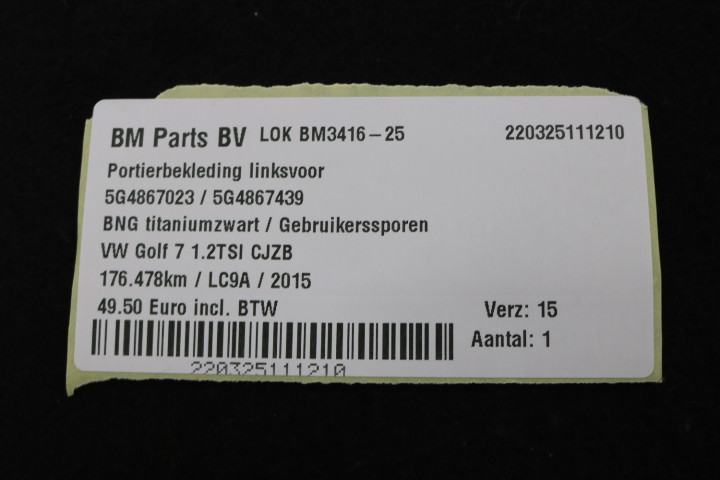 BM Parts BV LOK BM3416-25 220325111210
Portierbekleding linksvoor
5G4867023 / 5G4867439
BNG titaniumzwart / Gebruikerssporen
VW Golf 7 1.2TSI CJZB
176.478km / LC9A / 2015
49.50 Euro incl. BTW Verz: 15
Aantal: 1
220325111210